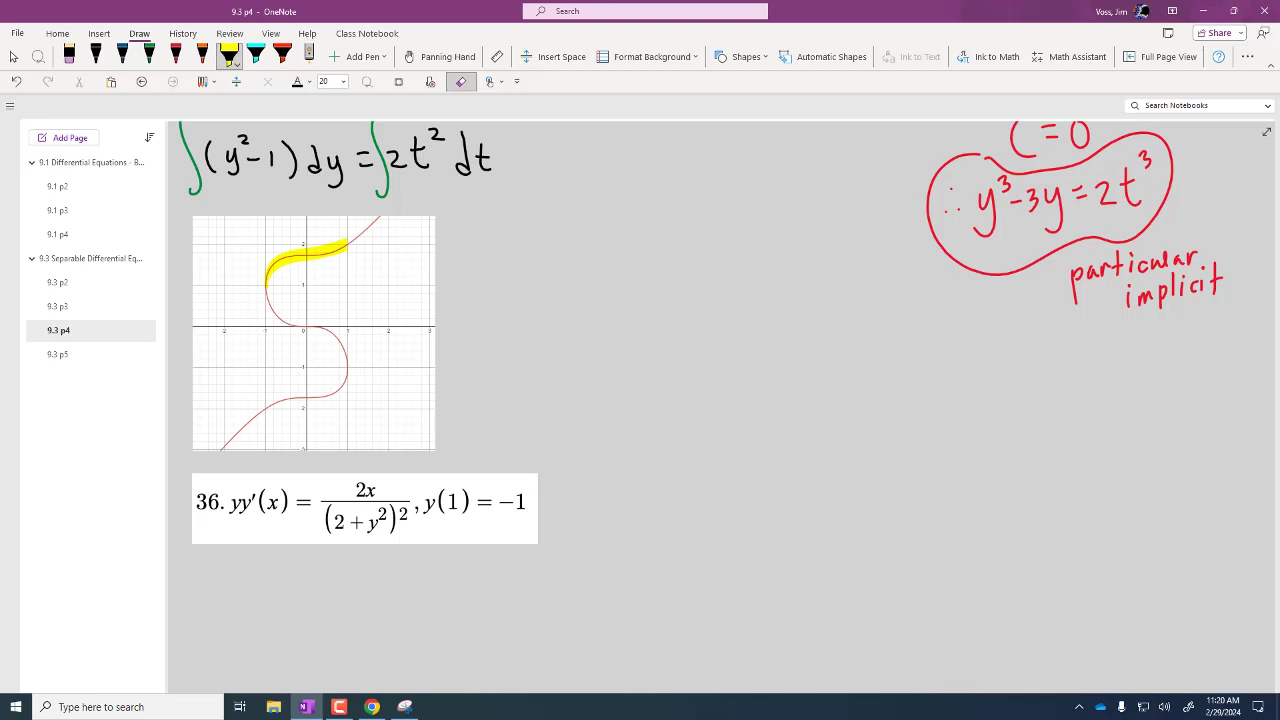 9.3 p4 - OneNote
Search
Voss, Jim
File Home Insert Draw History Review View Help Class Notebook
Share
Add Pen Panning Hand Insert Space Format Background Shapes Automatic Shapes Ink to Text Ink to Math Math Assistant Full Page View
20
Search Notebooks
Add Page
9.1 Differential Equations - B...
9.1 p2
9.1 p3
9.1 p4
9.3 Separable Differential Eq...
9.3 p2
9.3 p3
9.3 p4
9.3 p5
∫(y²-1)dy = ∫2t² dt
C = 0
∴ y³-3y = 2t³
particular
implicit
36. yy′(x) = 2x/(2 + y²)², y(1) = −1
Type here to search
11:20 AM
2/29/2024